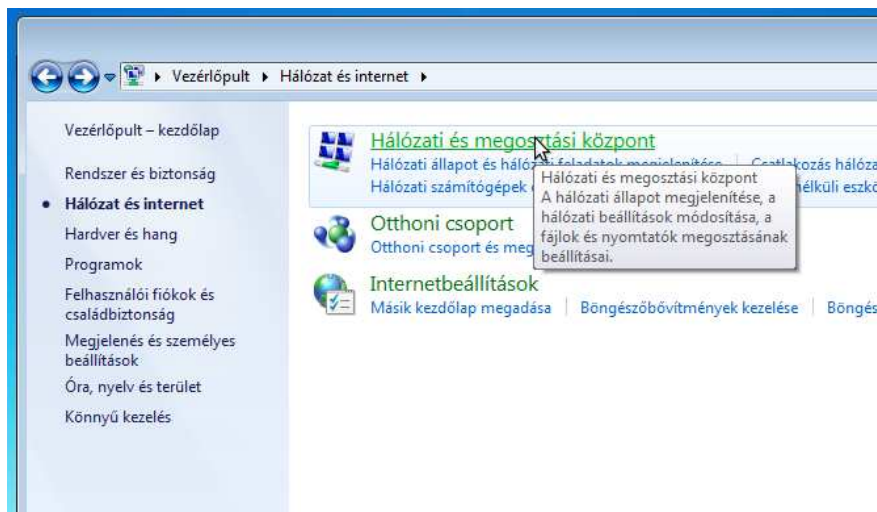 Vezérlőpult Hálózat és internet
Vezérlőpult – kezdőlap
Rendszer és biztonság
Hálózat és internet
Hardver és hang
Programok
Felhasználói fiókok és
családbiztonság
Megjelenés és személyes
beállítások
Óra, nyelv és terület
Könnyű kezelés
Hálózati és megosztási központ
Hálózati állapot és hálózati feladatok megjelenítése Csatlakozás
Hálózati számítógépek
Hálózati és megosztási központ
A hálózati állapot megjelenítése, a
hálózati beállítások módosítása, a
fájlok és nyomtatók megosztásának
beállításai.
Otthoni csoport
Otthoni csoport és
Internetbeállítások
Másik kezdőlap megadása Böngészőbővítmények kezelése